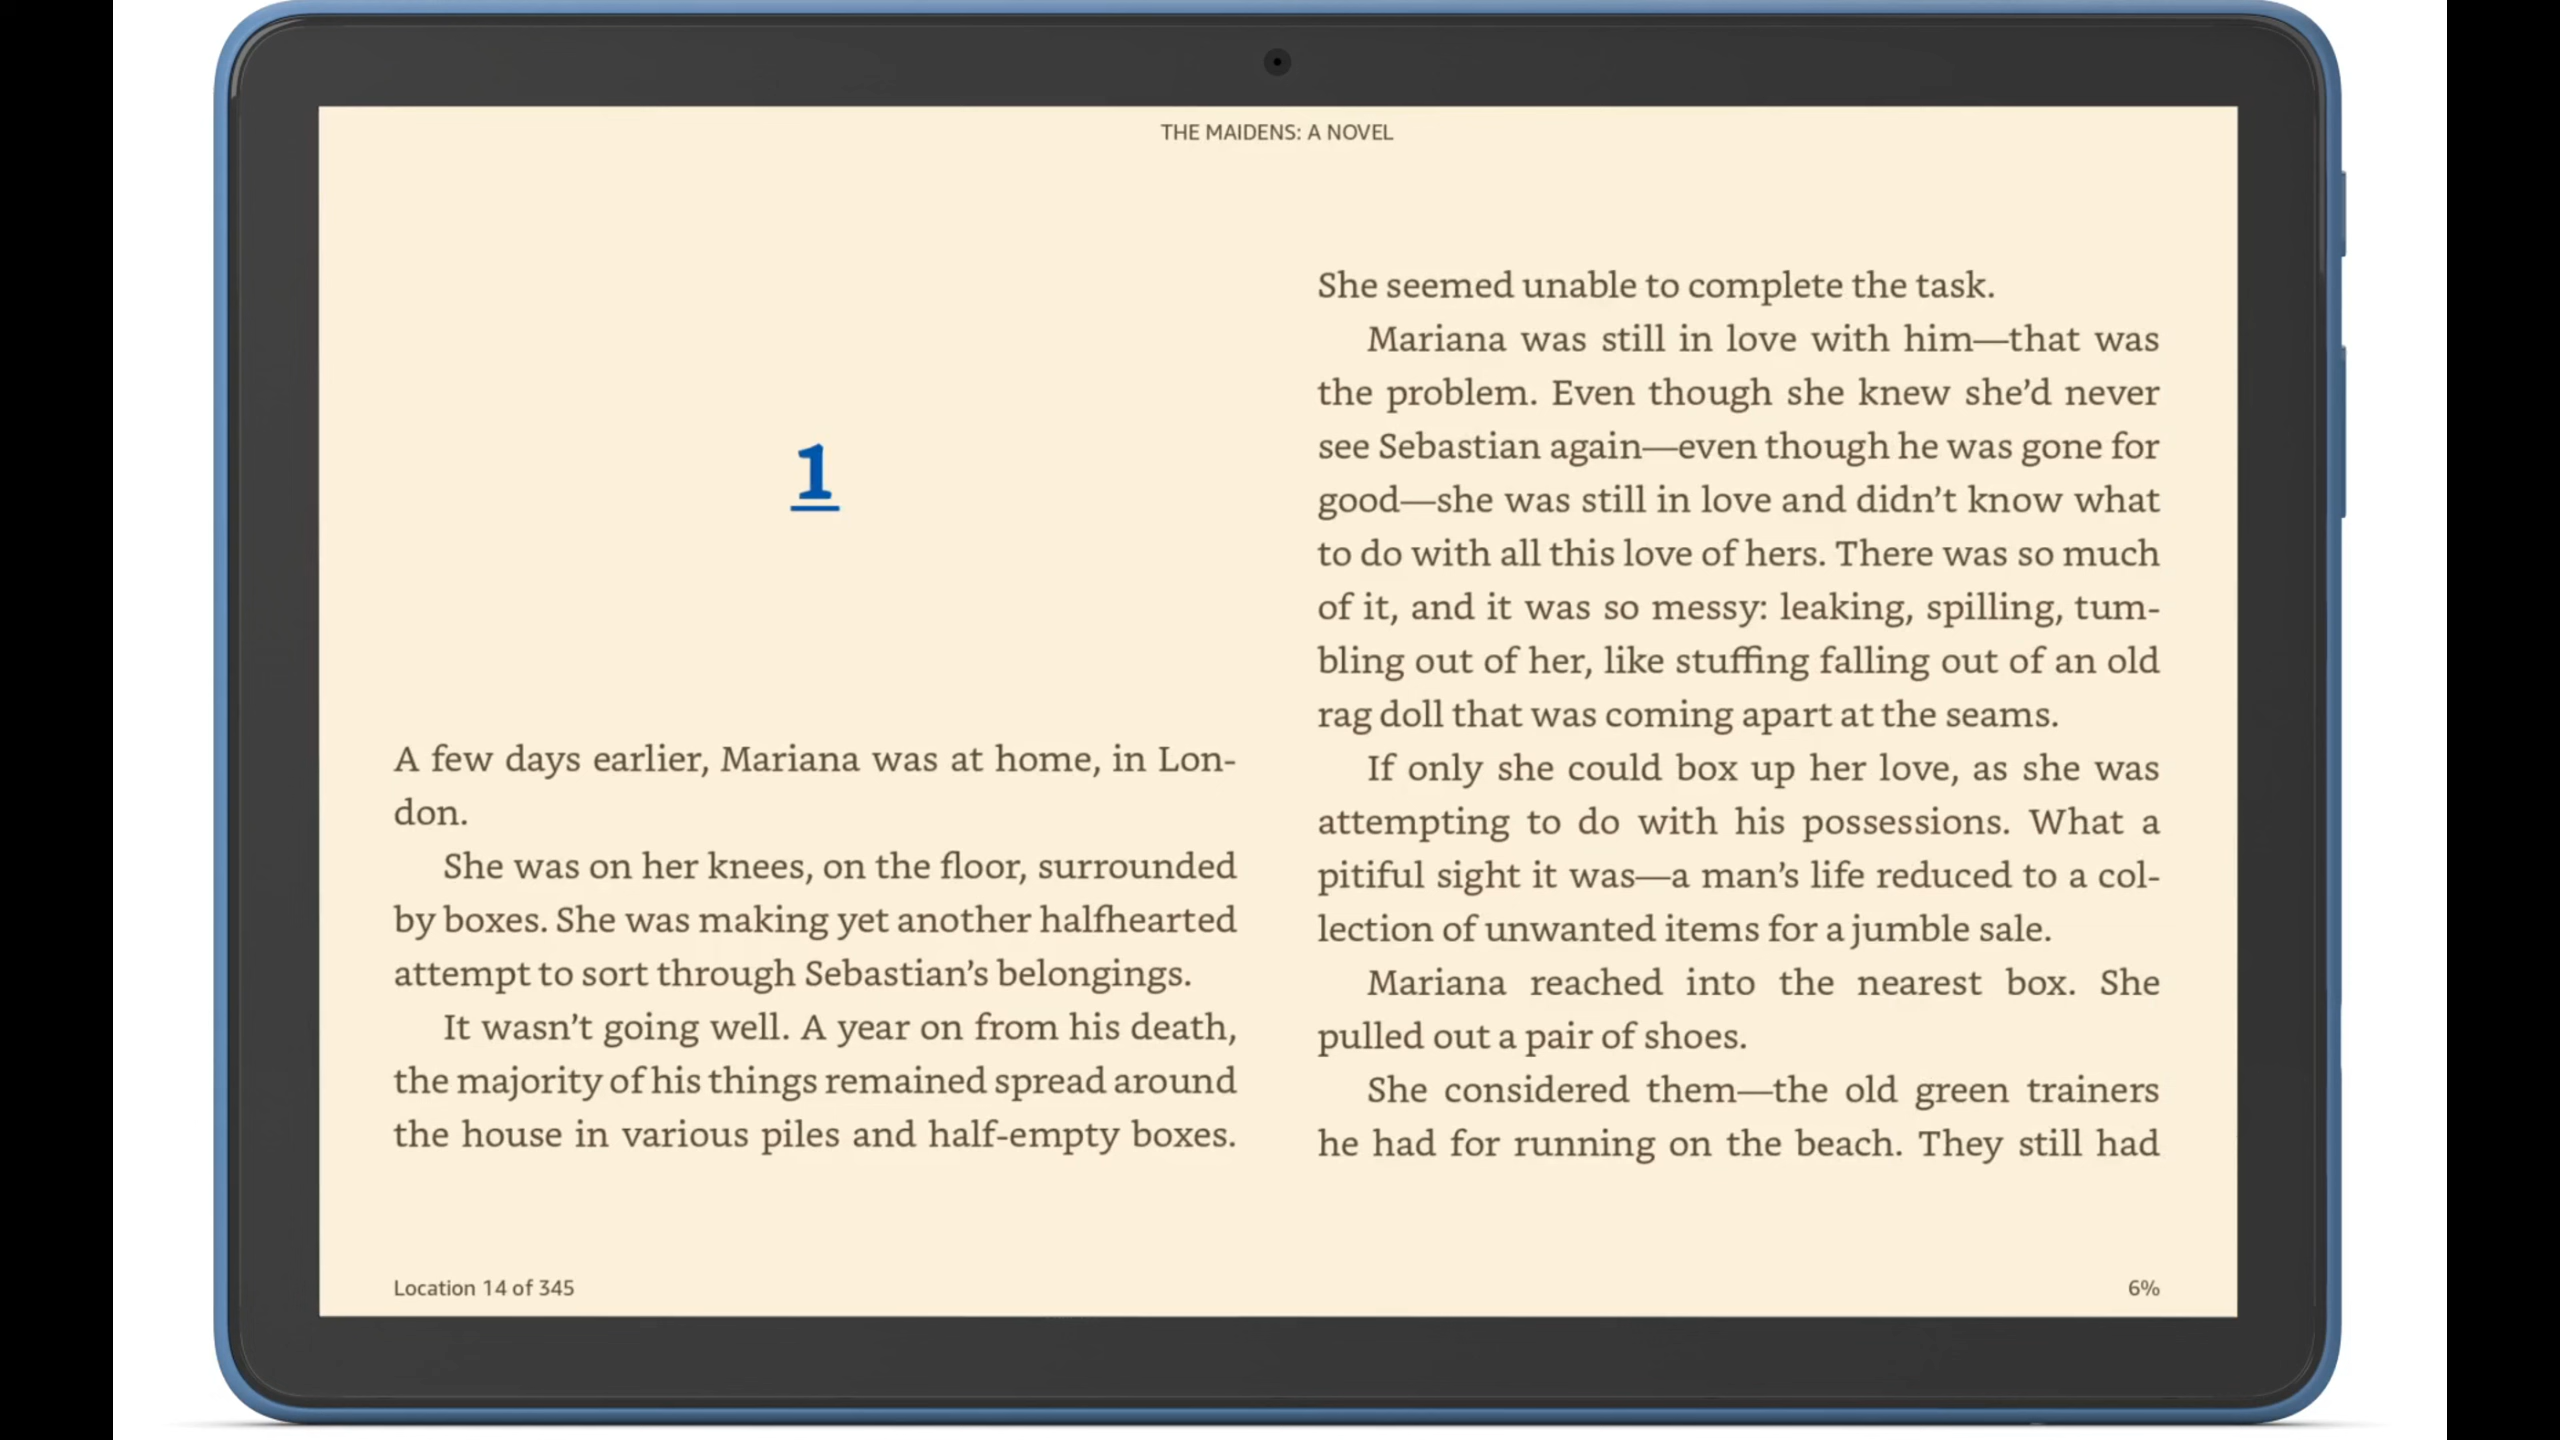 THE MAIDENS: A NOVEL
1
A few days earlier, Mariana was at home, in Lon-
don.
She was on her knees, on the floor, surrounded
by boxes. She was making yet another halfhearted
attempt to sort through Sebastian’s belongings.
It wasn’t going well. A year on from his death,
the majority of his things remained spread around
the house in various piles and half-empty boxes.
She seemed unable to complete the task.
Mariana was still in love with him—that was
the problem. Even though she knew she’d never
see Sebastian again—even though he was gone for
good—she was still in love and didn’t know what
to do with all this love of hers. There was so much
of it, and it was so messy: leaking, spilling, tum-
bling out of her, like stuffing falling out of an old
rag doll that was coming apart at the seams.
If only she could box up her love, as she was
attempting to do with his possessions. What a
pitiful sight it was—a man’s life reduced to a col-
lection of unwanted items for a jumble sale.
Mariana reached into the nearest box. She
pulled out a pair of shoes.
She considered them—the old green trainers
he had for running on the beach. They still had
Location 14 of 345
6%